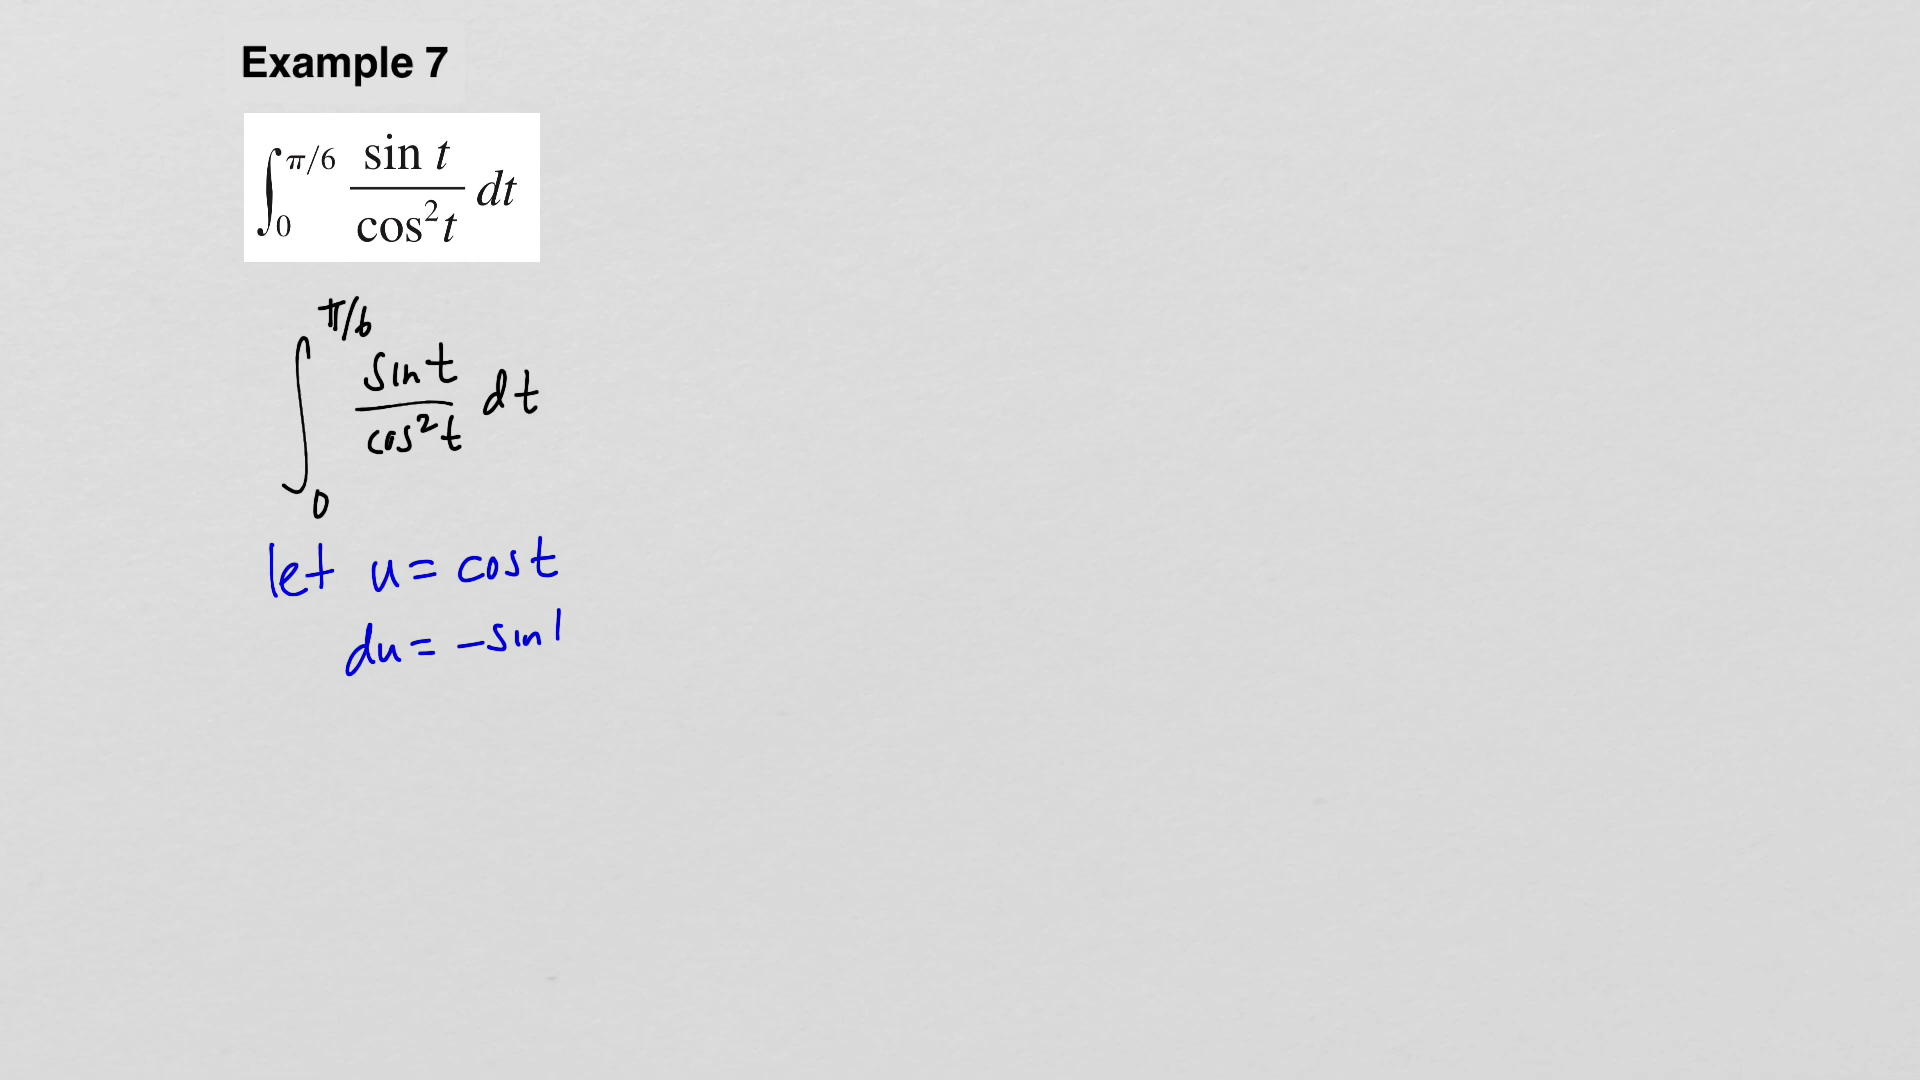 Example 7
∫₀^π/6 sin t / cos²t dt
∫₀^π/6 sin t / cos²t dt
let u = cos t
du = -sin